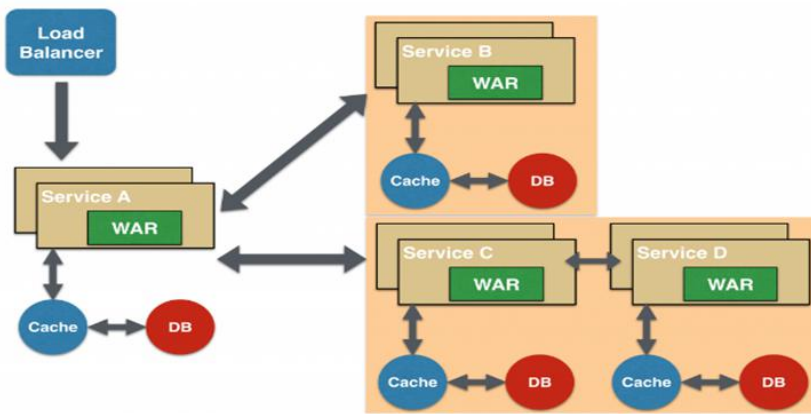 Load
Balancer
Service A
WAR
Cache
DB
Service B
WAR
Cache
DB
Service C
WAR
Cache
DB
Service D
WAR
Cache
DB